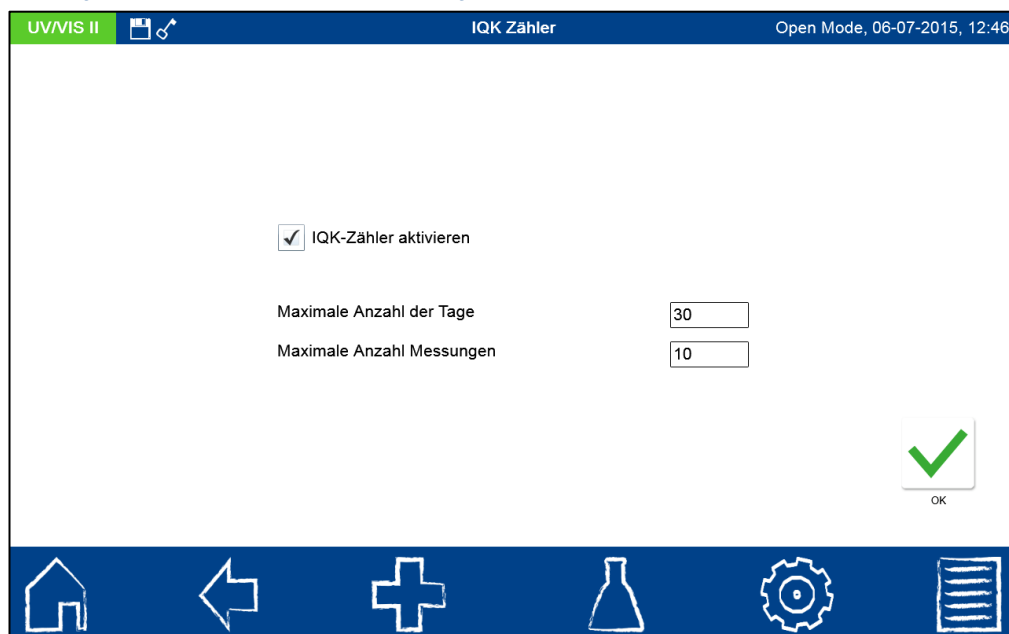 UV/VIS II IQK Zähler Open Mode, 06-07-2015, 12:46
IQK-Zähler aktivieren
Maximale Anzahl der Tage 30
Maximale Anzahl Messungen 10
OK